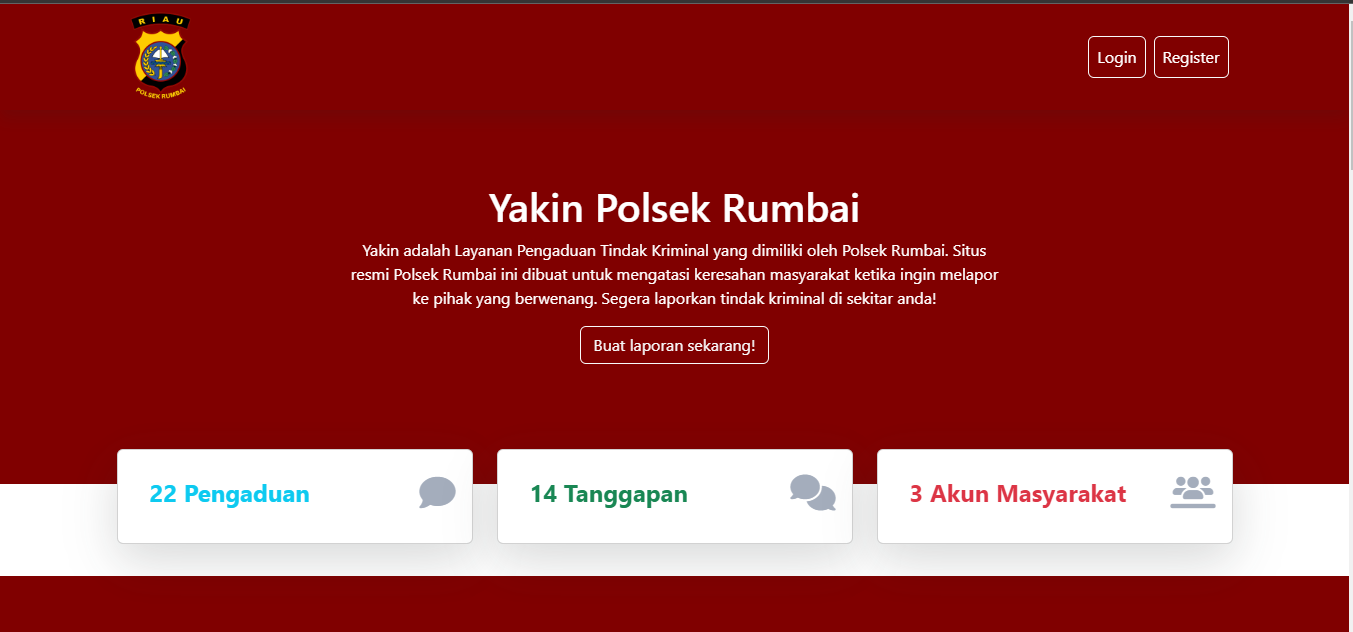 RIAU
POLSEK RUMBAI
Login
Register
Yakin Polsek Rumbai
Yakin adalah Layanan Pengaduan Tindak Kriminal yang dimiliki oleh Polsek Rumbai. Situs
resmi Polsek Rumbai ini dibuat untuk mengatasi keresahan masyarakat ketika ingin melapor
ke pihak yang berwenang. Segera laporkan tindak kriminal di sekitar anda!
Buat laporan sekarang!
22 Pengaduan
14 Tanggapan
3 Akun Masyarakat